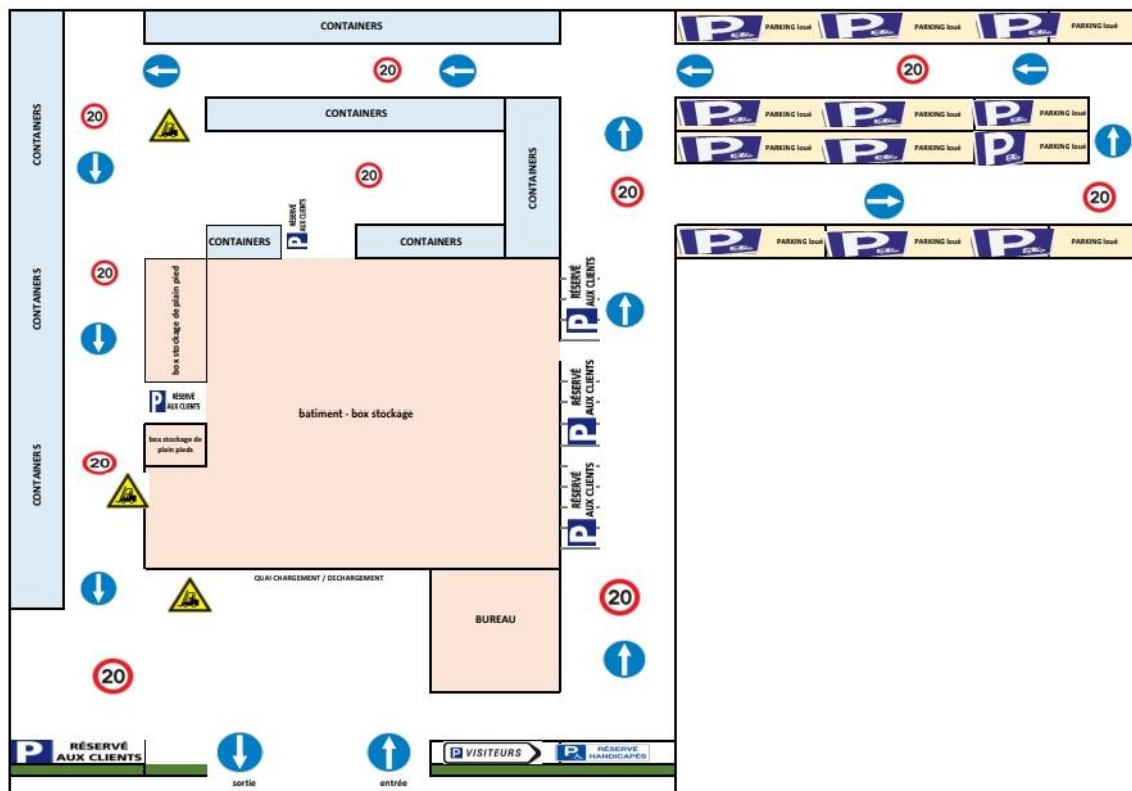 CONTAINERS
P PARKING loué P PARKING loué P PARKING loué
20
20
CONTAINERS
20
CONTAINERS
CONTAINERS
P PARKING loué P PARKING loué P PARKING loué
P PARKING loué P PARKING loué P PARKING loué
20
20
20
CONTAINERS
P RÉSERVÉ
AUX CLIENTS
CONTAINERS
P PARKING loué P PARKING loué P PARKING loué
CONTAINERS
20
box stockage de plain pied
P RÉSERVÉ
AUX CLIENTS
P RÉSERVÉ
AUX CLIENTS
batiment - box stockage
P RÉSERVÉ
AUX CLIENTS
box stockage de
plain pieds
CONTAINERS
20
P RÉSERVÉ
AUX CLIENTS
QUAI CHARGEMENT / DECHARGEMENT
BUREAU
20
20
P RÉSERVÉ
AUX CLIENTS
P VISITEURS
P RÉSERVÉ
HANDICAPÉS
sortie
entrée